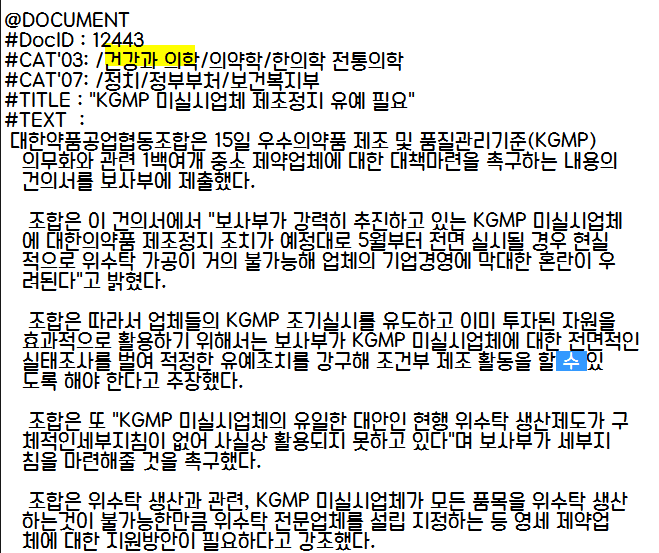 @DOCUMENT
#DocID : 12443
#CAT'03: /건강과 의학/의약학/한의학 전통의학
#CAT'07: /정치/정부부처/보건복지부
#TITLE : "KGMP 미실시업체 제조정지 유예 필요"
#TEXT :
대한약품공업협동조합은 15일 우수의약품 제조 및 품질관리기준(KGMP)
의무화와 관련 1백여개 중소 제약업체에 대한 대책마련을 촉구하는 내용의
건의서를 보사부에 제출했다.
조합은 이 건의서에서 "보사부가 강력히 추진하고 있는 KGMP 미실시업체
에 대한의약품 제조정지 조치가 예정대로 5월부터 전면 실시될 경우 현실
적으로 위수탁 가공이 거의 불가능해 업체의 기업경영에 막대한 혼란이 우
려된다"고 밝혔다.
조합은 따라서 업체들의 KGMP 조기실시를 유도하고 이미 투자된 자원을
효과적으로 활용하기 위해서는 보사부가 KGMP 미실시업체에 대한 전면적인
실태조사를 벌여 적정한 유예조치를 강구해 조건부 제조 활동을 할 수 있
도록 해야 한다고 주장했다.
조합은 또 "KGMP 미실시업체의 유일한 대안인 현행 위수탁 생산제도가 구
체적인세부지침이 없어 사실상 활용되지 못하고 있다"며 보사부가 세부지
침을 마련해줄 것을 촉구했다.
조합은 위수탁 생산과 관련, KGMP 미실시업체가 모든 품목을 위수탁 생산
하는것이 불가능한만큼 위수탁 전문업체를 설립 지정하는 등 영세 제약업
체에 대한 지원방안이 필요하다고 강조했다.